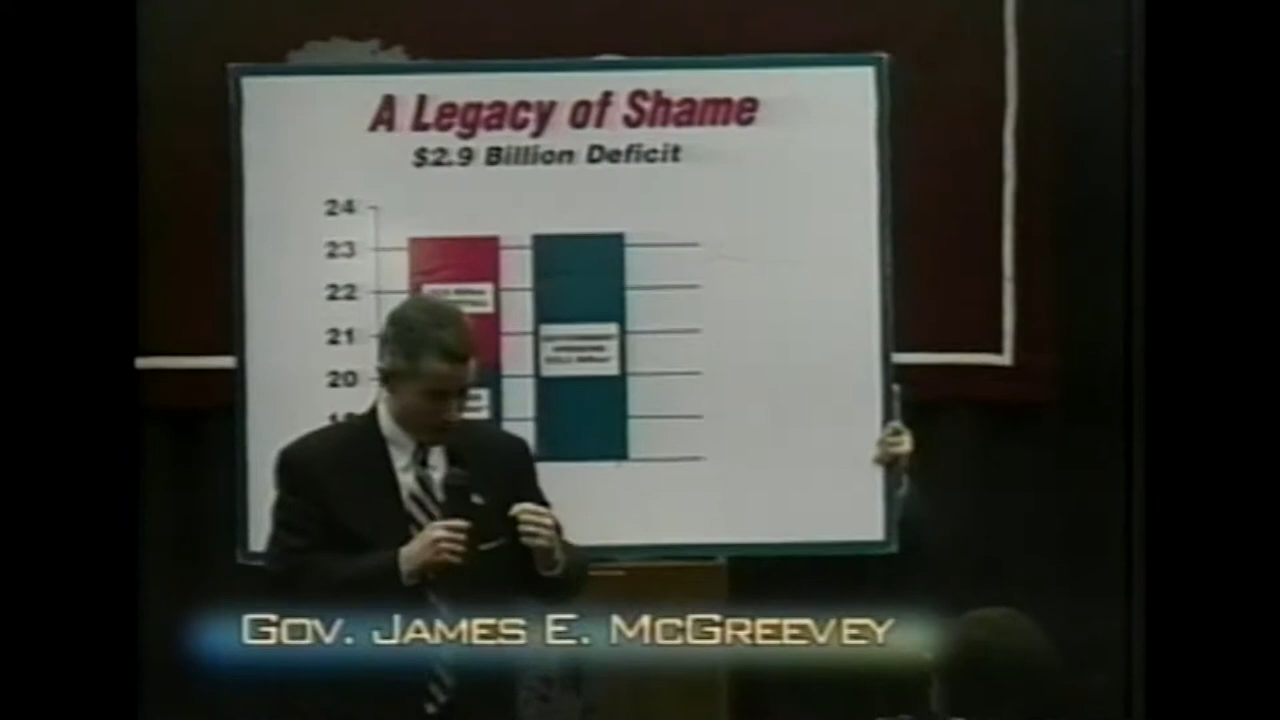 A Legacy of Shame
$2.9 Billion Deficit
24
23
22
21
20
GOV. JAMES E. MCGREEVEY